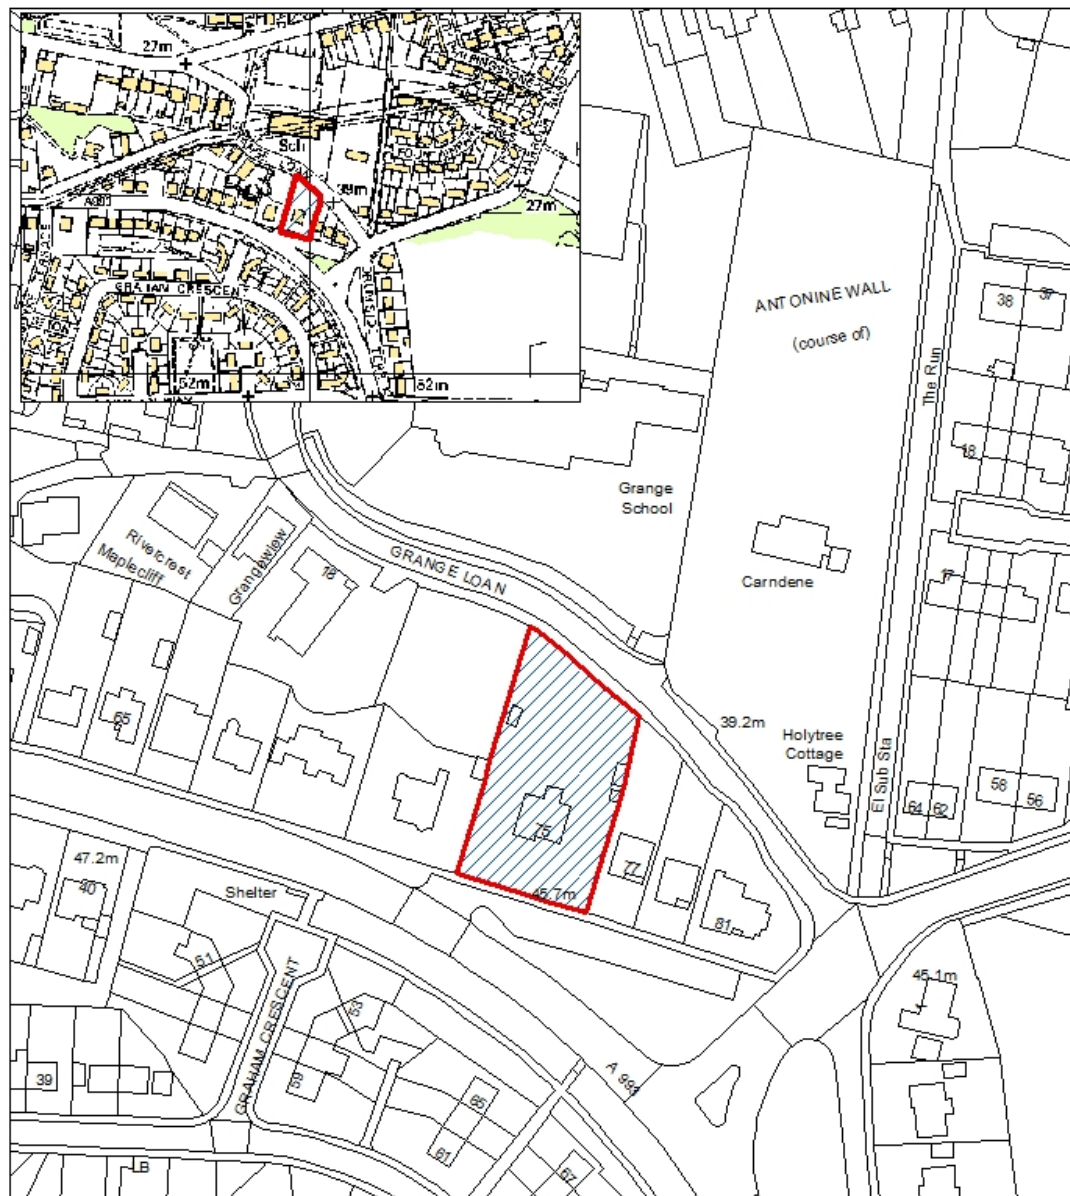 27m
Sch
39m
27m
A993
GRAHAM CRESCENT
52m
52m
ANTONINE WALL
(course of)
38
37
The Run
18
Grange
School
GRANGE LOAN
Rivercrest
Maplecliff
Grangeview
18
Carndene
17
65
39.2m
Holytree
Cottage
El Sub Sta
58
56
64
62
75
77
47.2m
40
Shelter
45.7m
81
51
GRAHAM CRESCENT
53
45.1m
39
59
65
A 993
61
67
LB